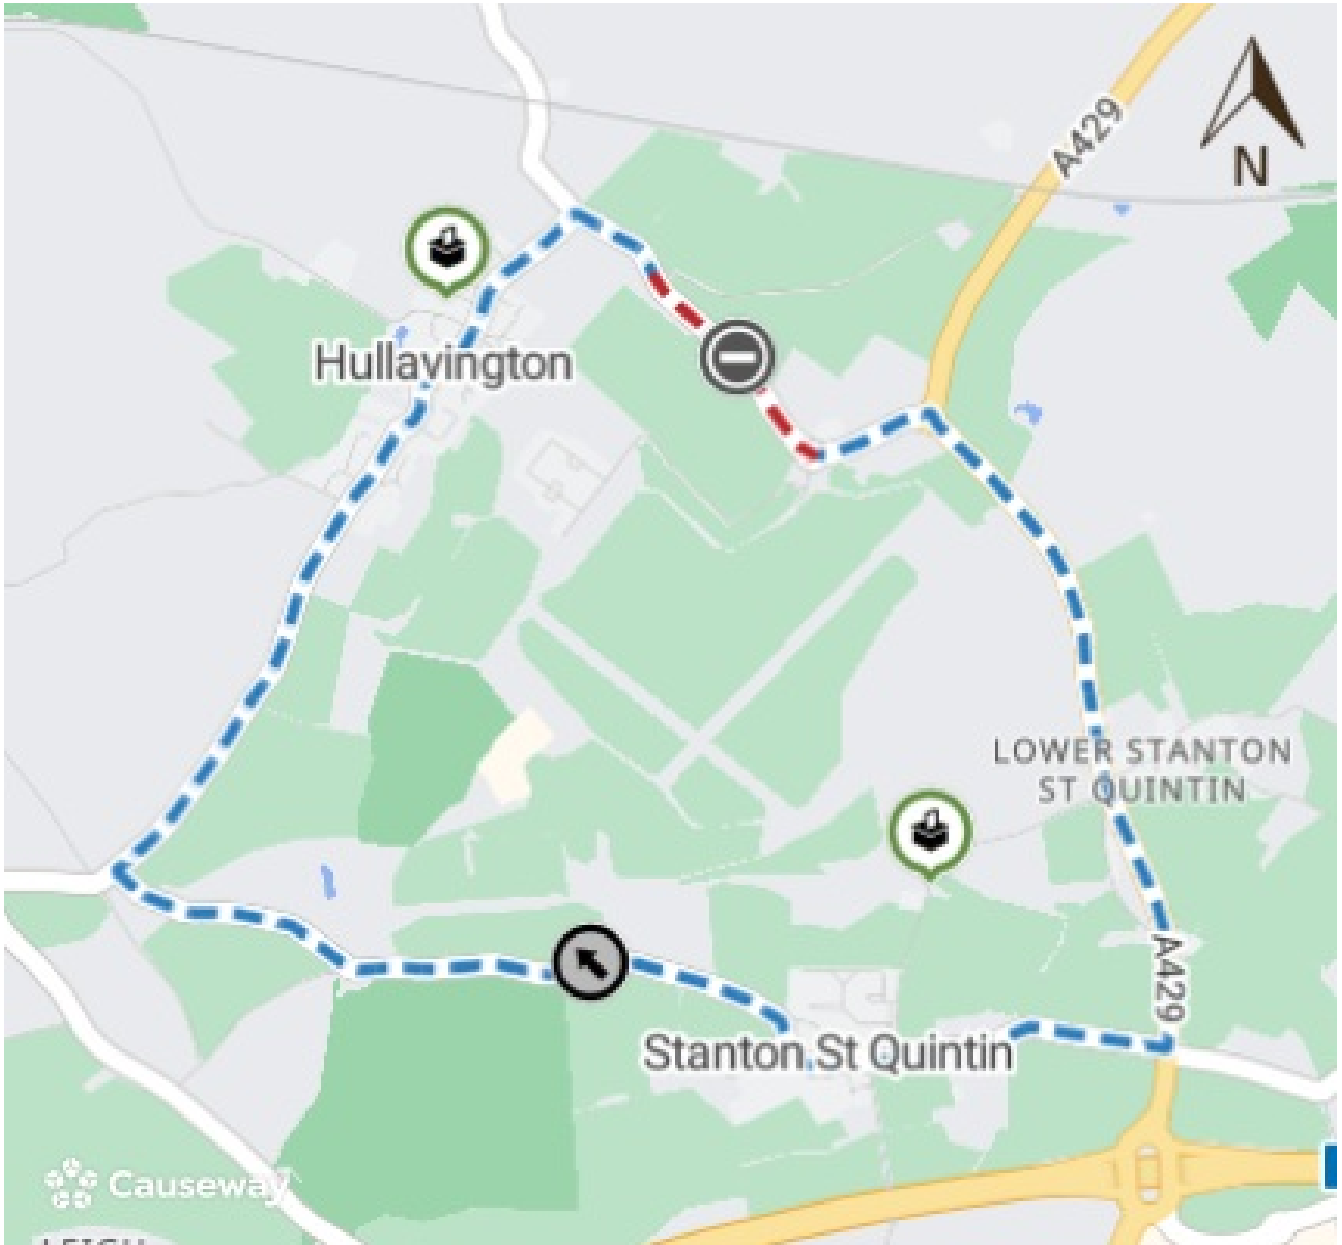 A429
N
Hullavington
LOWER STANTON
ST QUINTIN
A429
Stanton St Quintin
Causeway